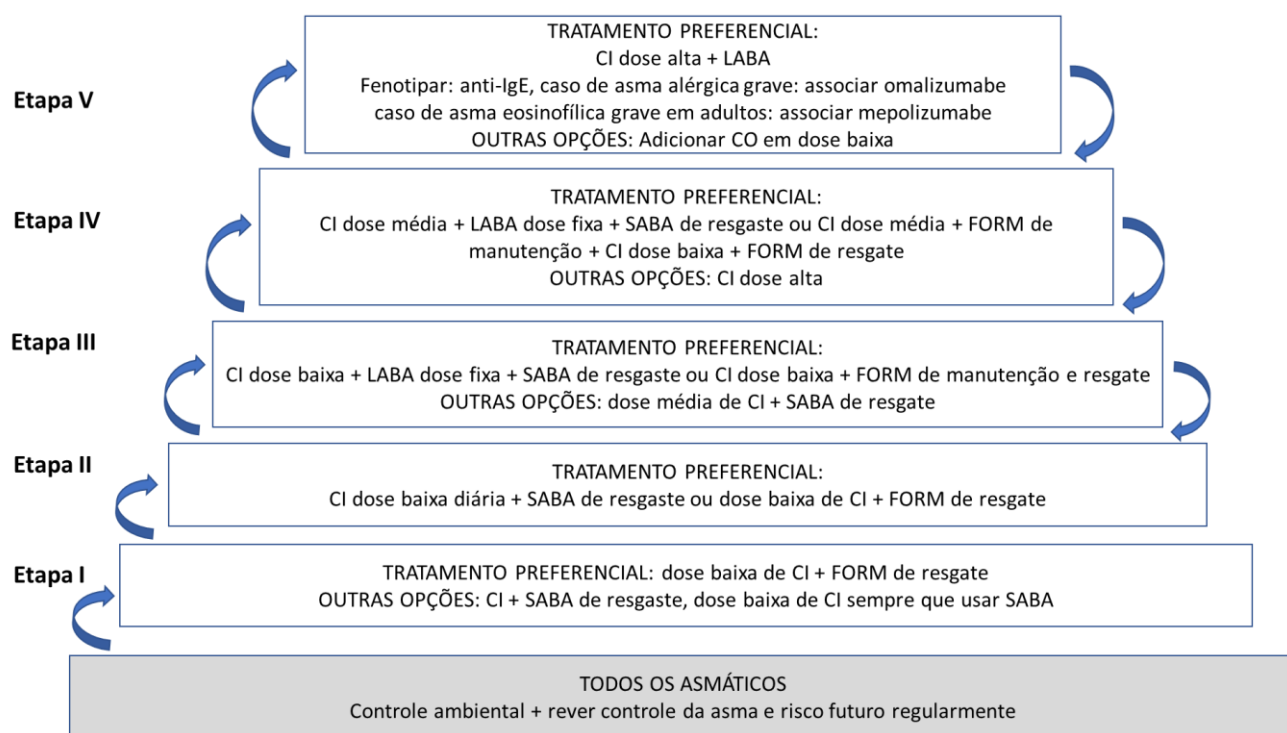 Etapa V
TRATAMENTO PREFERENCIAL:
CI dose alta + LABA
Fenotipar: anti-IgE, caso de asma alérgica grave: associar omalizumabe
caso de asma eosinofílica grave em adultos: associar mepolizumabe
OUTRAS OPÇÕES: Adicionar CO em dose baixa
Etapa IV
TRATAMENTO PREFERENCIAL:
CI dose média + LABA dose fixa + SABA de resgaste ou CI dose média + FORM de
manutenção + CI dose baixa + FORM de resgate
OUTRAS OPÇÕES: CI dose alta
Etapa III
TRATAMENTO PREFERENCIAL:
CI dose baixa + LABA dose fixa + SABA de resgaste ou CI dose baixa + FORM de manutenção e resgate
OUTRAS OPÇÕES: dose média de CI + SABA de resgate
Etapa II
TRATAMENTO PREFERENCIAL:
CI dose baixa diária + SABA de resgaste ou dose baixa de CI + FORM de resgate
Etapa I
TRATAMENTO PREFERENCIAL: dose baixa de CI + FORM de resgate
OUTRAS OPÇÕES: CI + SABA de resgaste, dose baixa de CI sempre que usar SABA
TODOS OS ASMÁTICOS
Controle ambiental + rever controle da asma e risco futuro regularmente